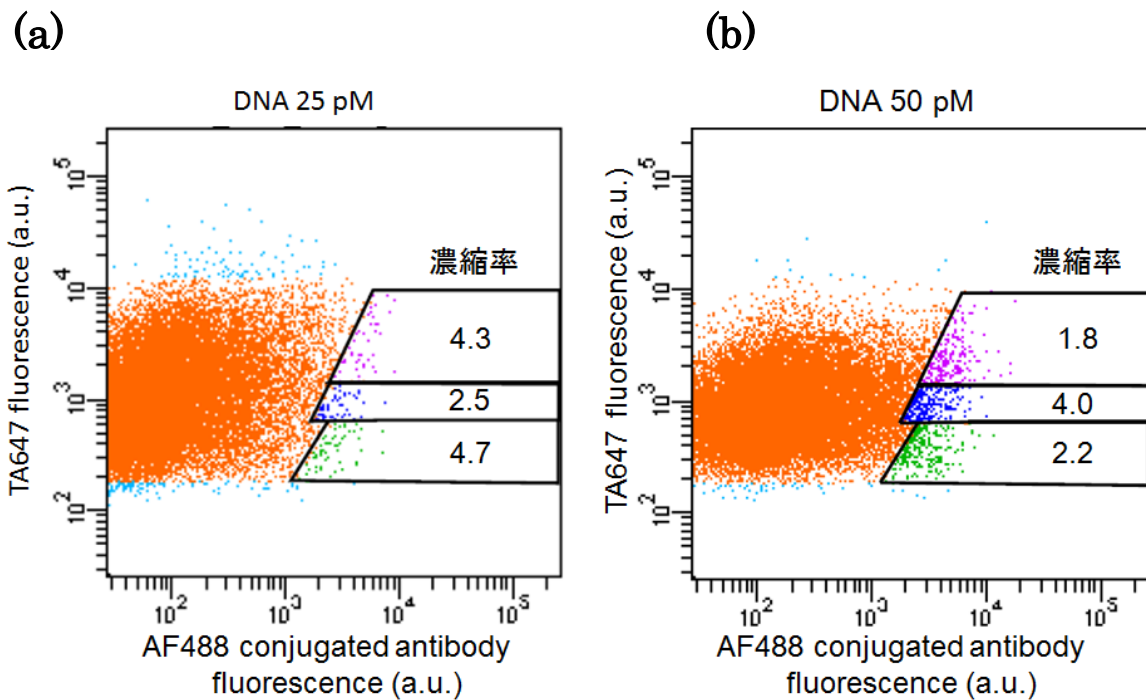 (a)
DNA 25 pM
TA647 fluorescence (a.u.)
10^5
10^4
10^3
10^2
濃縮率
4.3
2.5
4.7
10^2
10^3
10^4
10^5
AF488 conjugated antibody
fluorescence (a.u.)
(b)
DNA 50 pM
TA647 fluorescence (a.u.)
10^5
10^4
10^3
10^2
濃縮率
1.8
4.0
2.2
10^2
10^3
10^4
10^5
AF488 conjugated antibody
fluorescence (a.u.)